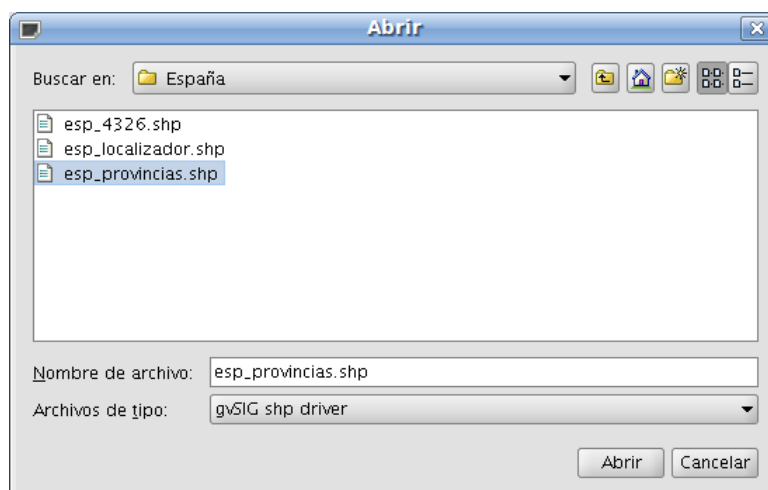 Abrir
Buscar en: España
esp_4326.shp
esp_localizador.shp
esp_provincias.shp
Nombre de archivo: esp_provincias.shp
Archivos de tipo: gvSIG shp driver
Abrir Cancelar